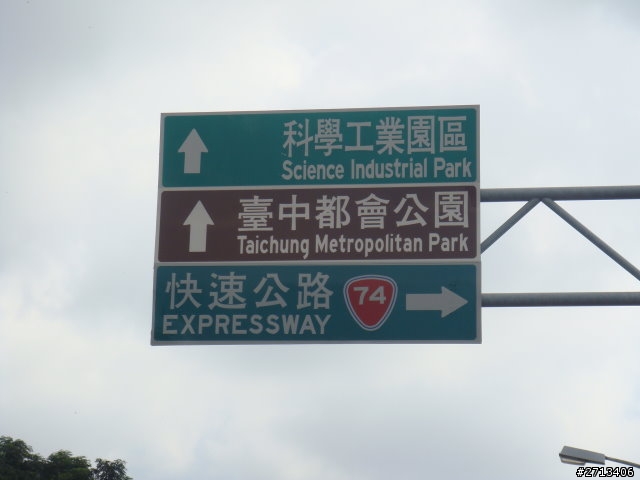 科學工業園區
Science Industrial Park
臺中都會公園
Taichung Metropolitan Park
快速公路 74
EXPRESSWAY
#2713406